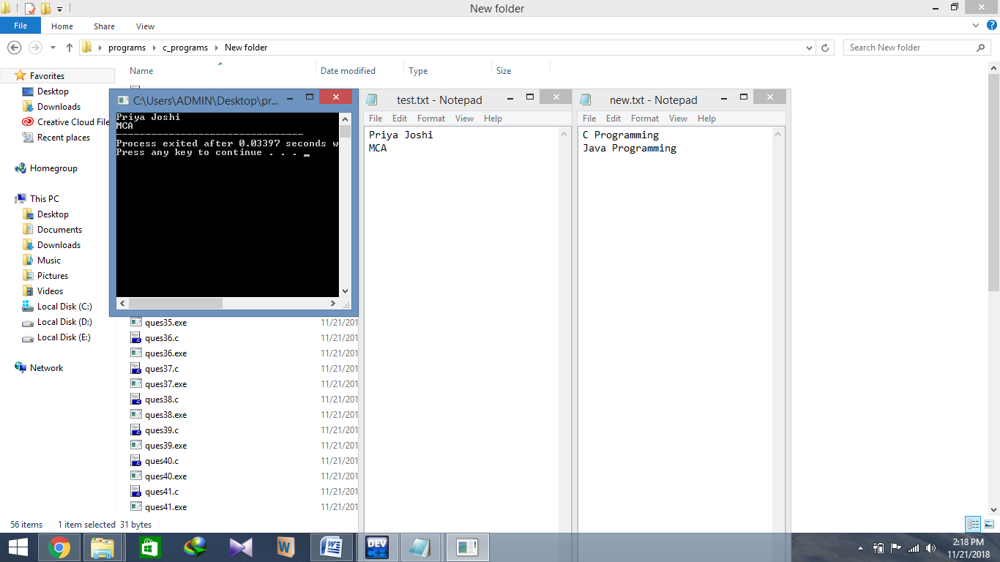 New folder
File Home Share View
programs c_programs New folder
Search New folder
Name Date modified Type Size
Favorites
Desktop
Downloads
Creative Cloud File
Recent places
Homegroup
This PC
Desktop
Documents
Downloads
Music
Pictures
Videos
Local Disk (C:)
Local Disk (D:)
Local Disk (E:)
Network
C:\Users\ADMIN\Desktop\pr...
Priya Joshi
MCA
--------------------------------
Process exited after 0.03397 seconds w
Press any key to continue . . . _
test.txt - Notepad
File Edit Format View Help
Priya Joshi
MCA
new.txt - Notepad
File Edit Format View Help
C Programming
Java Programming
ques35.exe 11/21/201
ques36.c 11/21/201
ques36.exe 11/21/201
ques37.c 11/21/201
ques37.exe 11/21/201
ques38.c 11/21/201
ques38.exe 11/21/201
ques39.c 11/21/201
ques39.exe 11/21/201
ques40.c 11/21/201
ques40.exe 11/21/201
ques41.c 11/21/201
ques41.exe 11/21/201
56 items 1 item selected 31 bytes
DEV C++
2:18 PM
11/21/2018